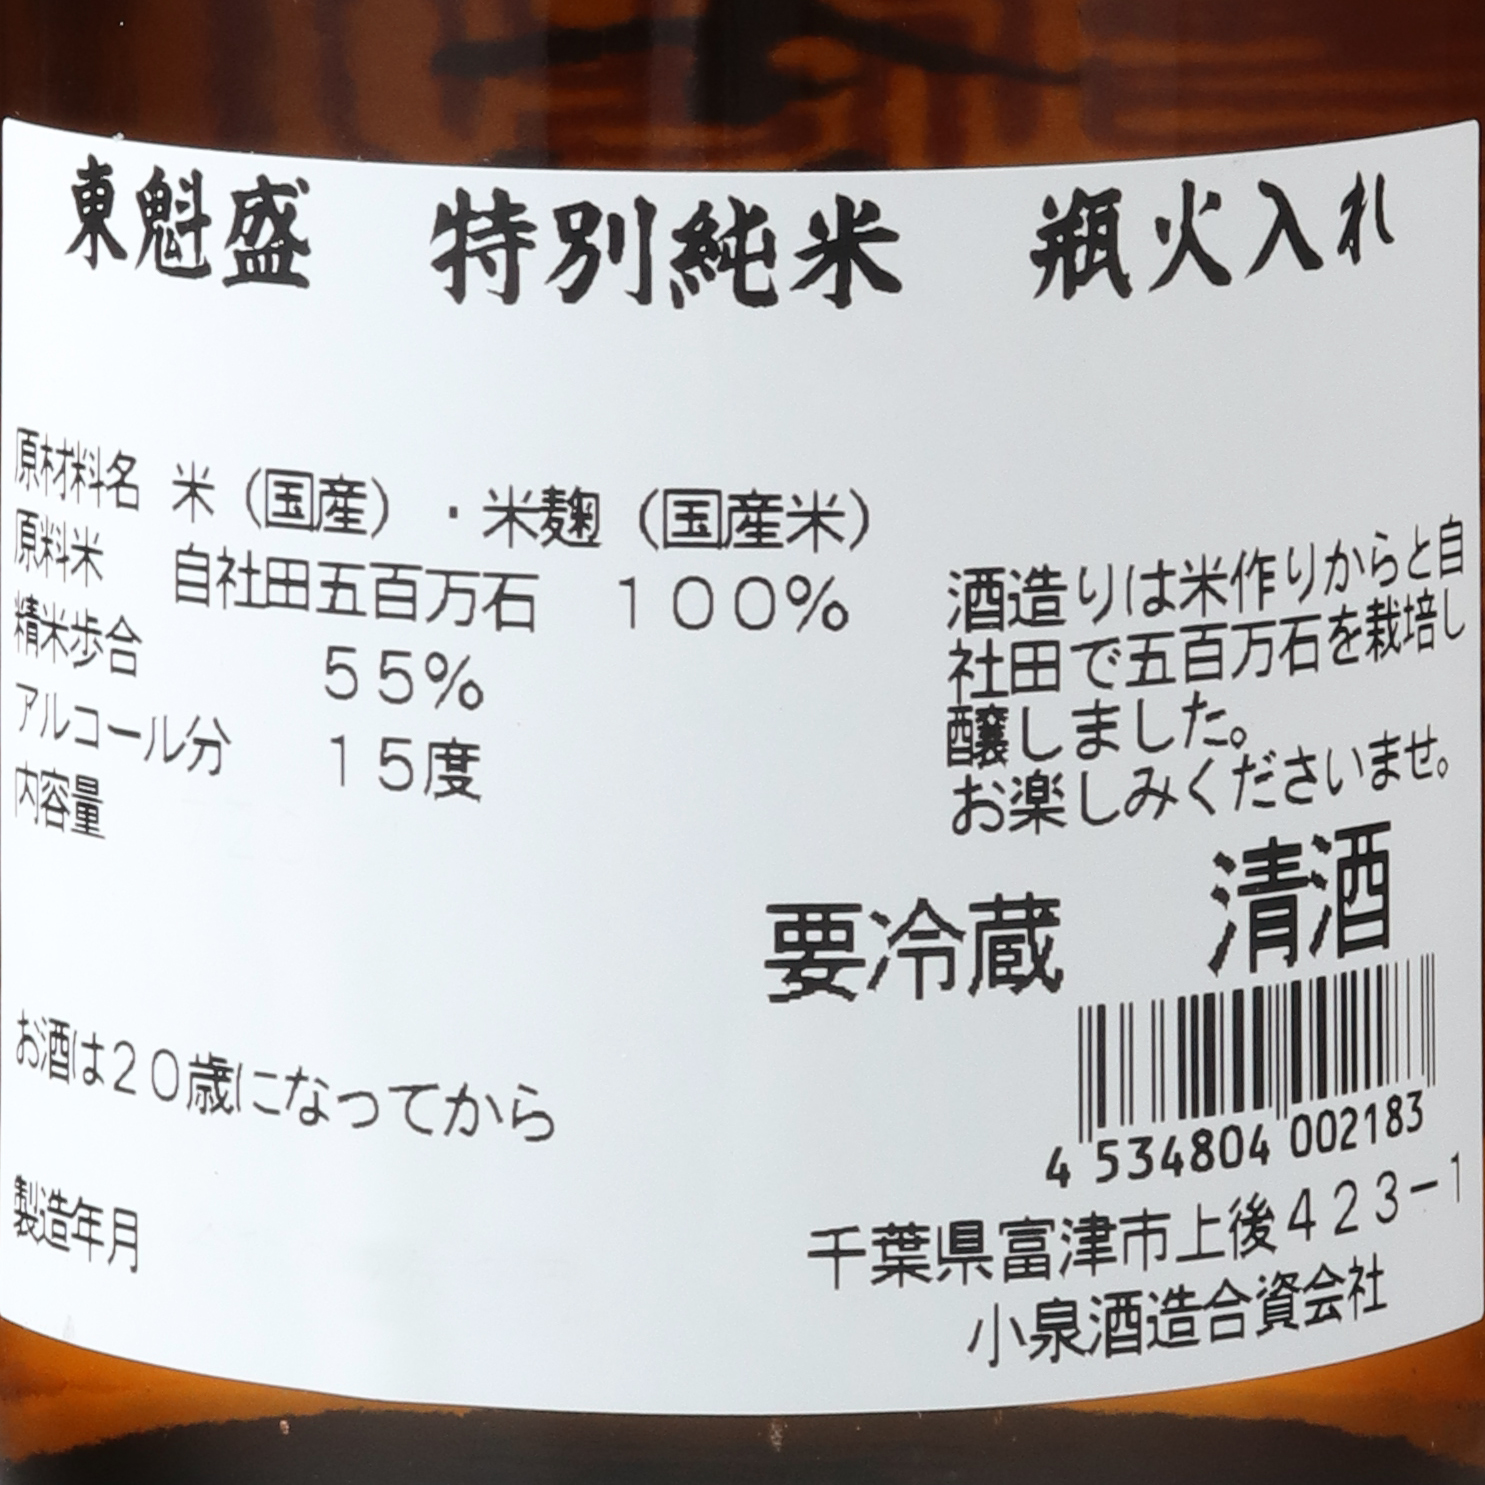 東魁盛　特別純米　瓶火入れ
原材料名　米（国産）・米麹（国産米）
原料米　自社田五百万石　１００％
精米歩合　５５％
アルコール分　１５度
内容量
酒造りは米作りからと自
社田で五百万石を栽培し
醸しました。
お楽しみくださいませ。
要冷蔵　清酒
お酒は２０歳になってから
4 534804 002183
製造年月
千葉県富津市上後４２３－１
小泉酒造合資会社